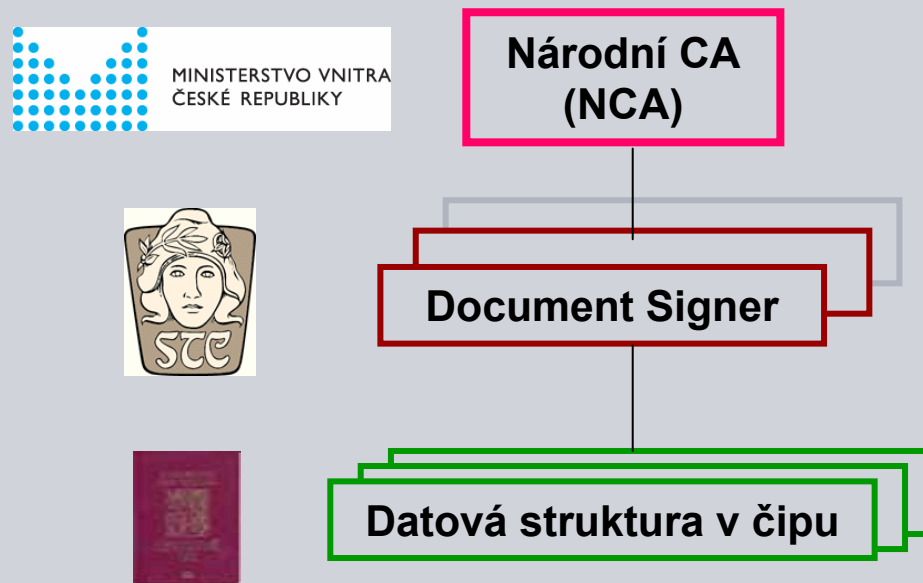 MINISTERSTVO VNITRA
ČESKÉ REPUBLIKY
Národní CA
(NCA)
STC
Document Signer
Datová struktura v čipu